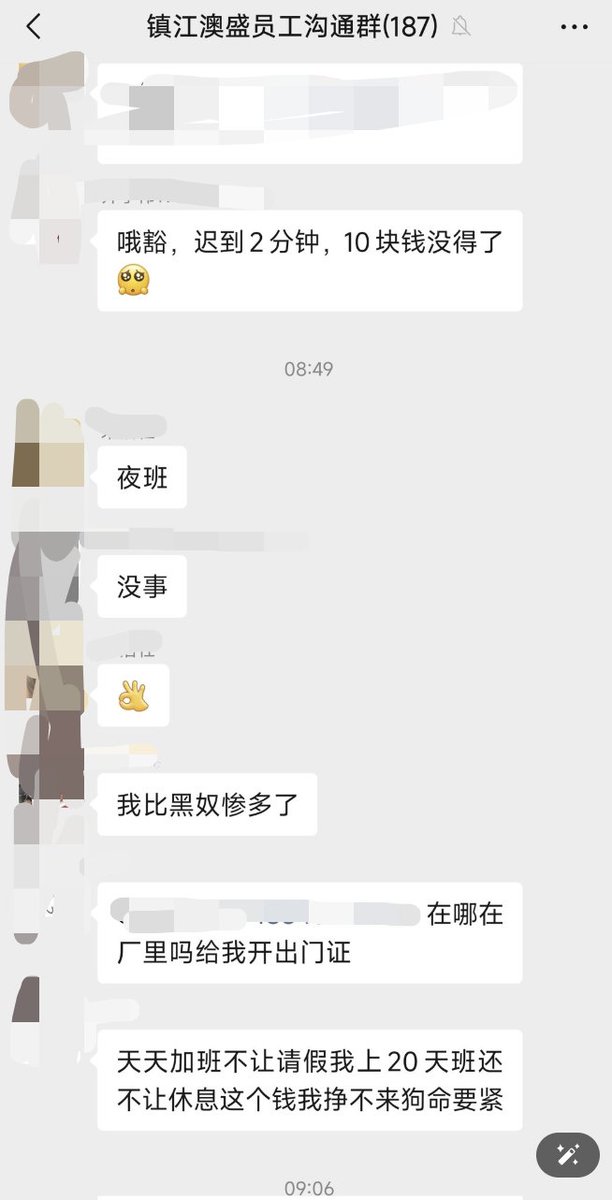 镇江澳盛员工沟通群(187)
哦豁，迟到2分钟，10块钱没得了
08:49
夜班
没事
我比黑奴惨多了
在哪在
厂里吗给我开出门证
天天加班不让请假我上20天班还
不让休息这个钱我挣不来狗命要紧
09:06